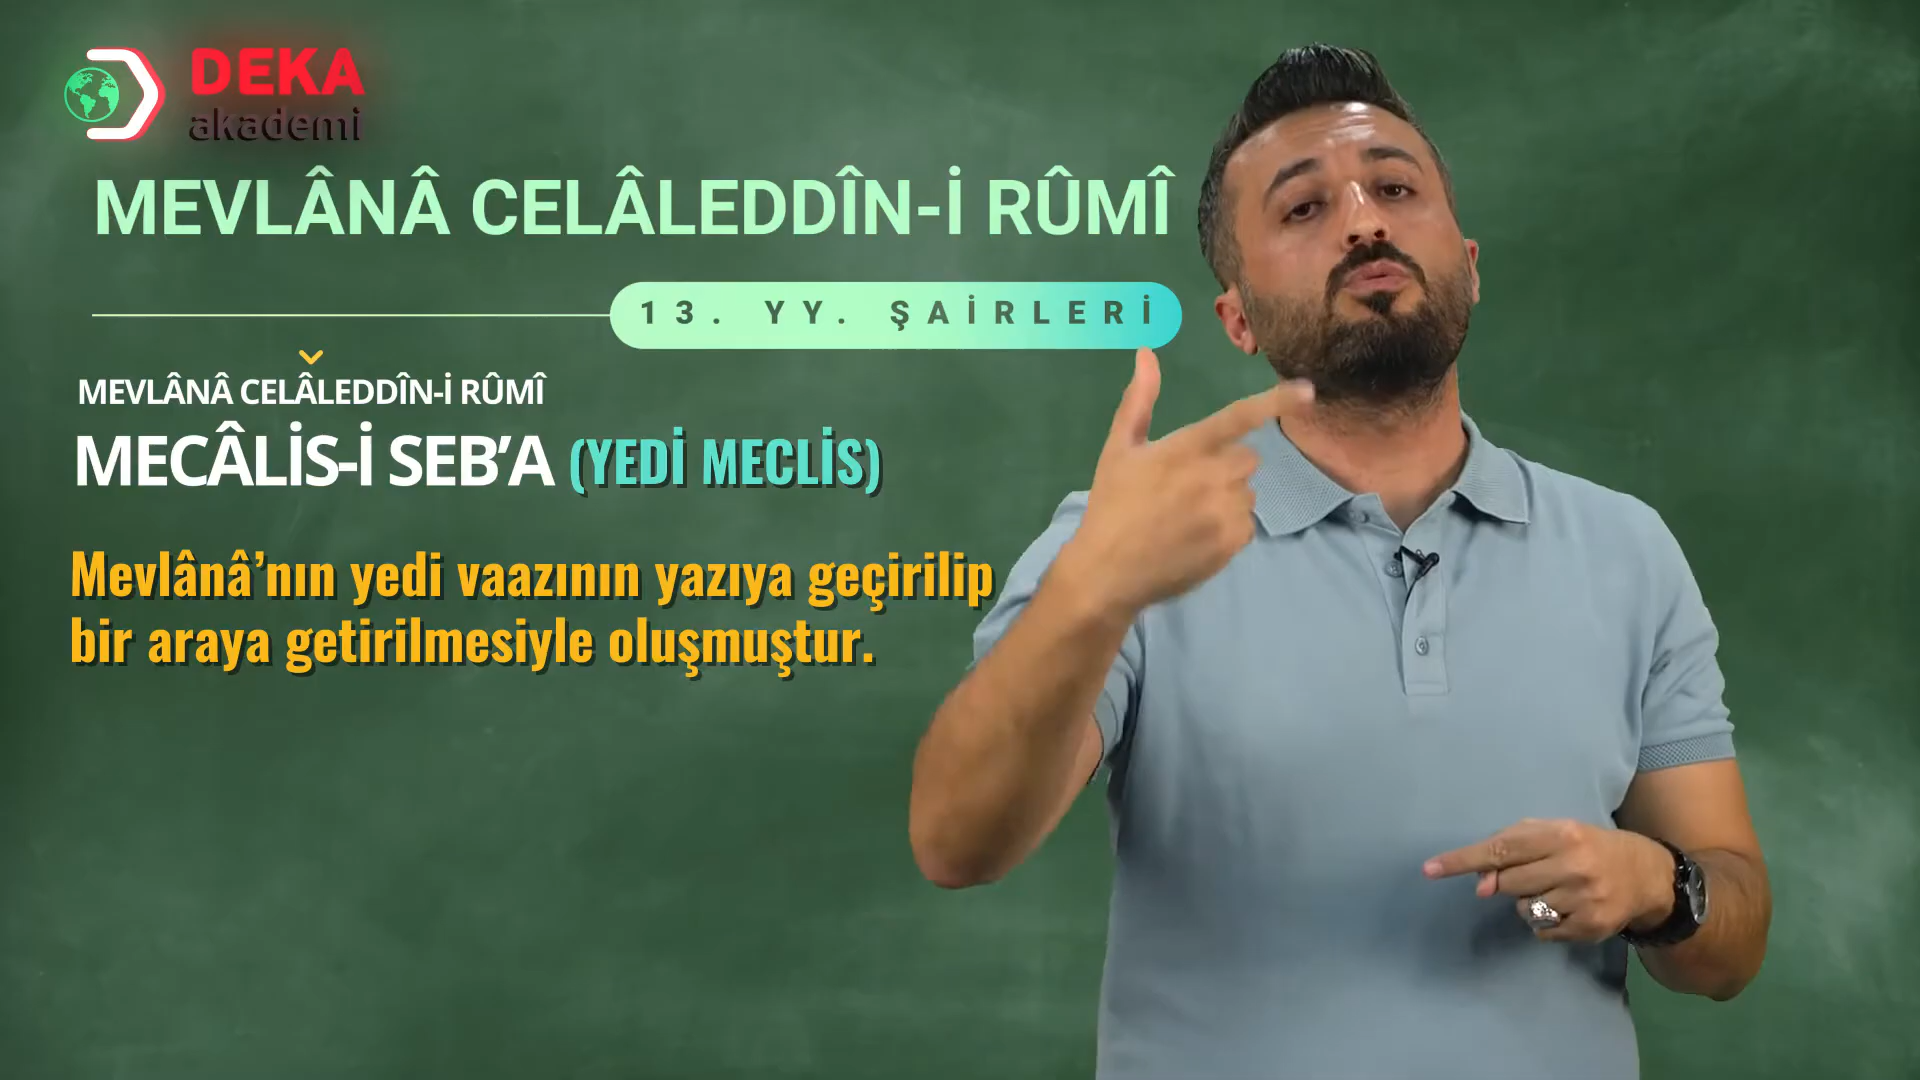 DEKA
akademi
MEVLÂNÂ CELÂLEDDÎN-İ RÛMÎ
13. YY. ŞAİRLERİ
MEVLÂNÂ CELÂLEDDÎN-İ RÛMÎ
MECÂLİS-İ SEB’A (YEDİ MECLİS)
Mevlânâ’nın yedi vaazının yazıya geçirilip
bir araya getirilmesiyle oluşmuştur.